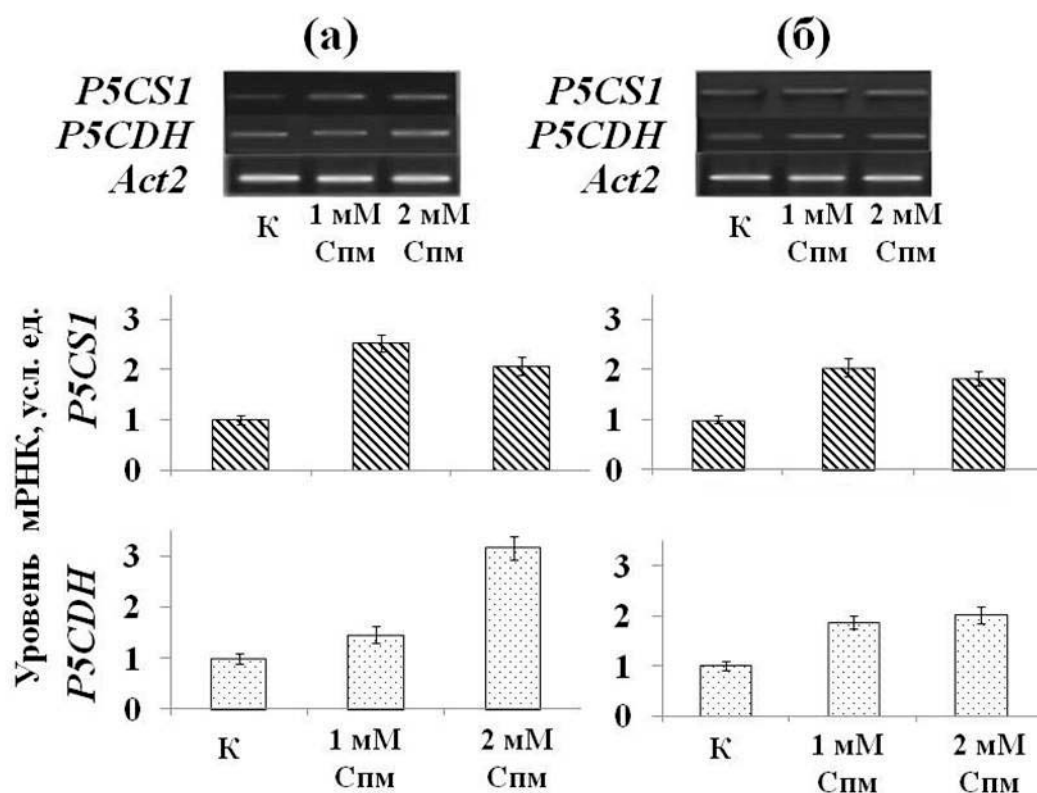 (а) (б)
P5CS1 P5CS1
P5CDH P5CDH
Act2 Act2
К 1 мМ Спм 2 мМ Спм К 1 мМ Спм 2 мМ Спм
Уровень мРНК, усл. ед.
P5CS1
3
2
1
0
3
2
1
0
P5CDH
3
2
1
0
3
2
1
0
К 1 мМ Спм 2 мМ Спм К 1 мМ Спм 2 мМ Спм